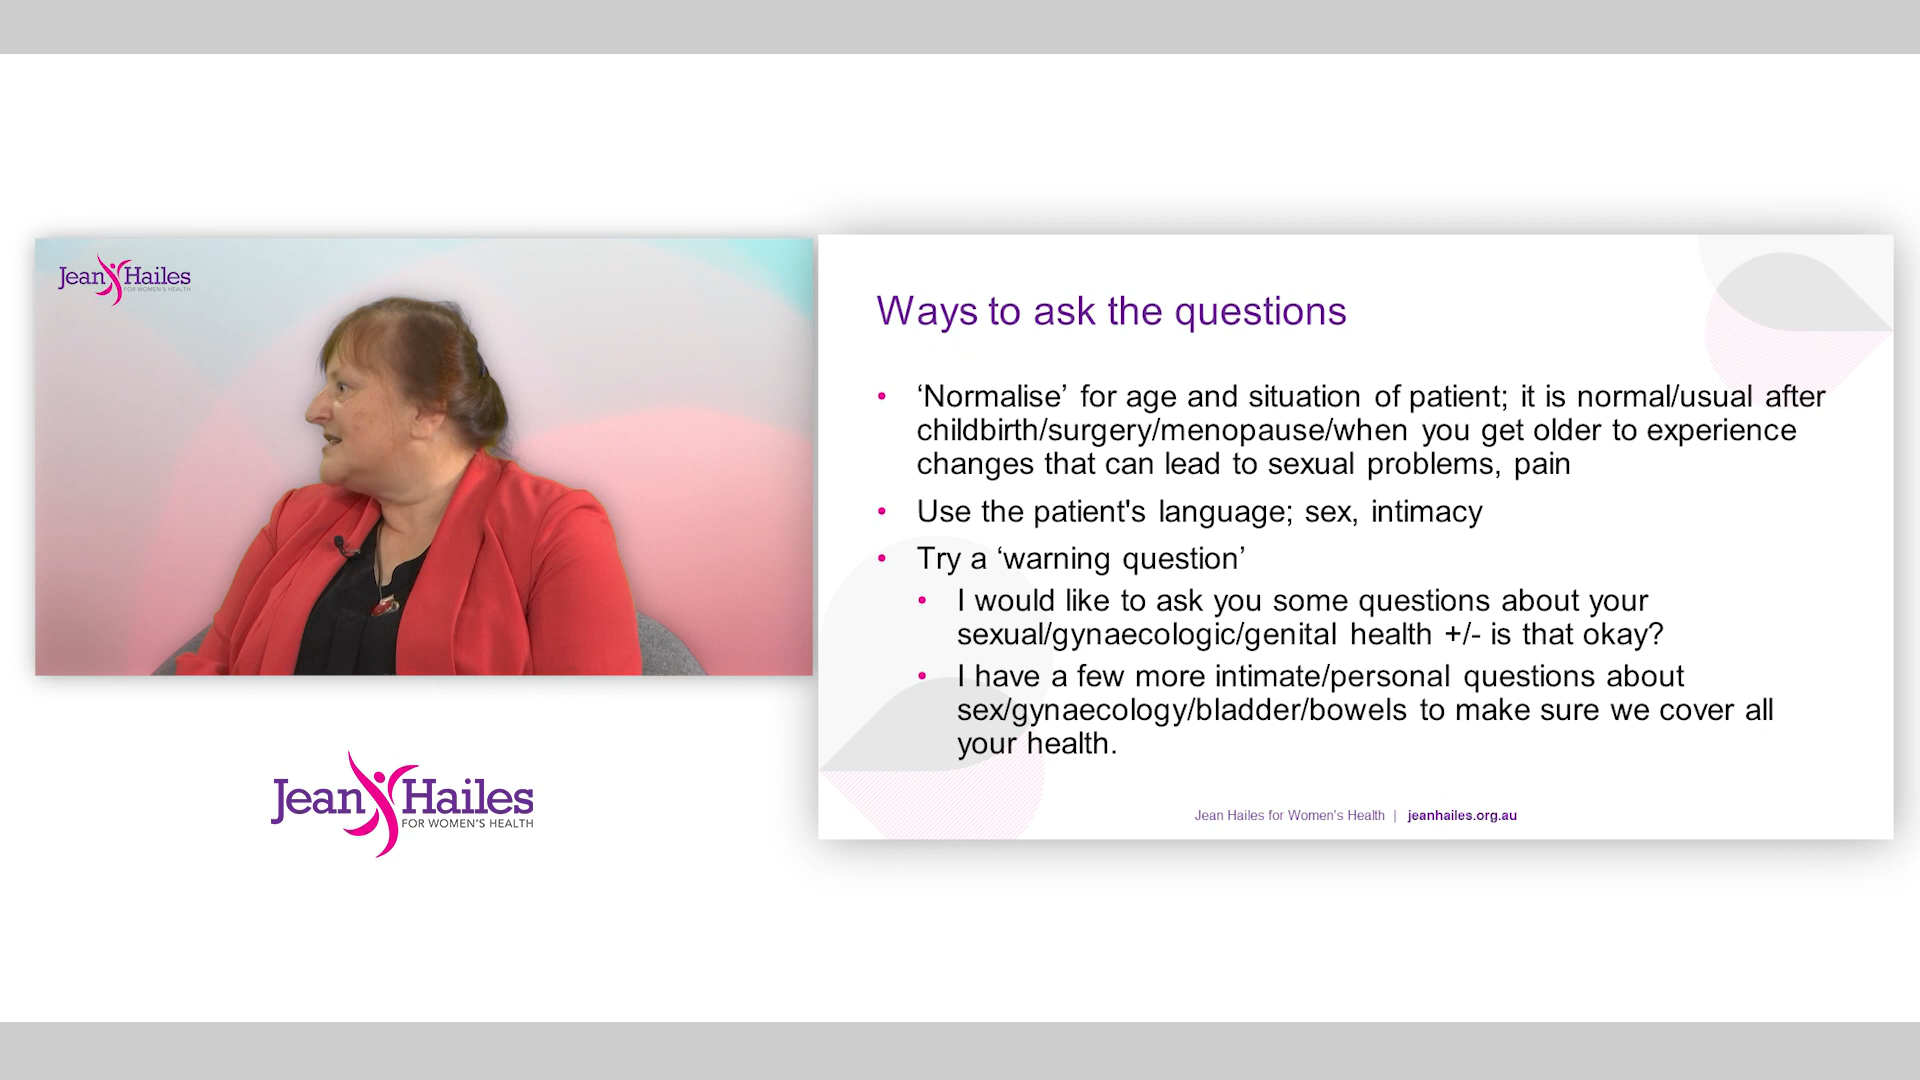 Jean Hailes
FOR WOMEN'S HEALTH
Jean Hailes
FOR WOMEN'S HEALTH
Ways to ask the questions
• ‘Normalise’ for age and situation of patient; it is normal/usual after
childbirth/surgery/menopause/when you get older to experience
changes that can lead to sexual problems, pain
• Use the patient's language; sex, intimacy
• Try a ‘warning question’
• I would like to ask you some questions about your
sexual/gynaecologic/genital health +/- is that okay?
• I have a few more intimate/personal questions about
sex/gynaecology/bladder/bowels to make sure we cover all
your health.
Jean Hailes for Women's Health | jeanhailes.org.au